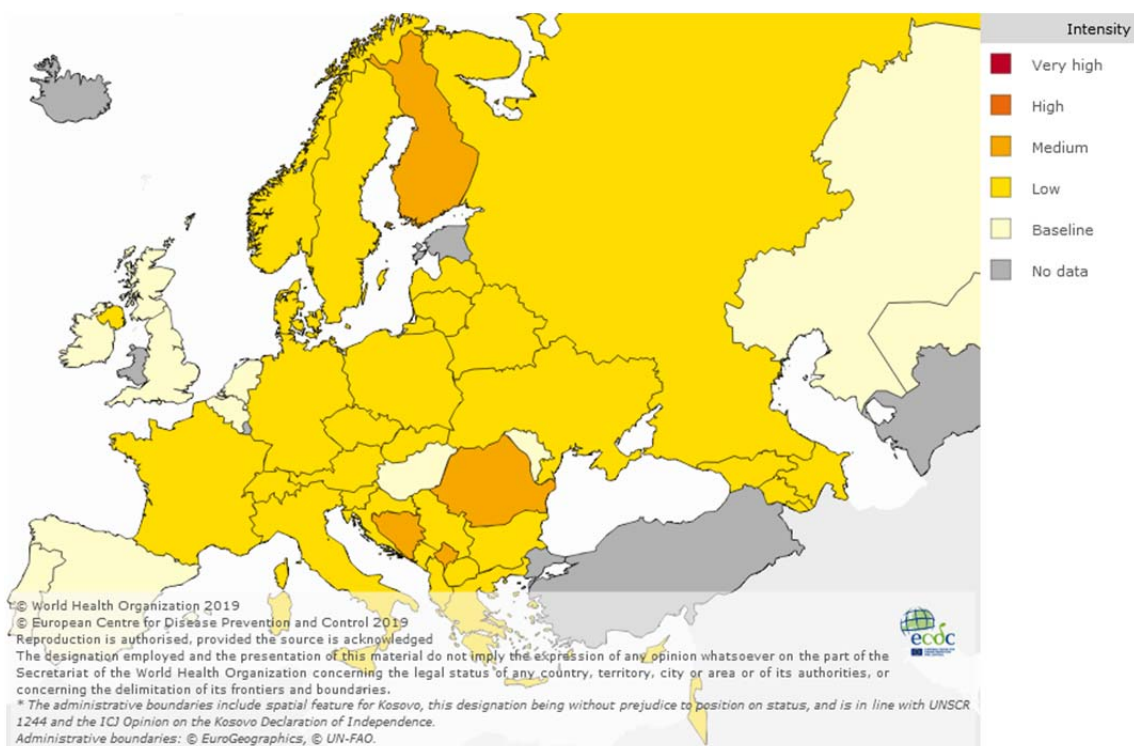 Intensity
Very high
High
Medium
Low
Baseline
No data
© World Health Organization 2019
© European Centre for Disease Prevention and Control 2019
Reproduction is authorised, provided the source is acknowledged
The designation employed and the presentation of this material do not imply the expression of any opinion whatsoever on the part of the
Secretariat of the World Health Organization concerning the legal status of any country, territory, city or area or of its authorities, or
concerning the delimitation of its frontiers and boundaries.
* The administrative boundaries include spatial feature for Kosovo, this designation being without prejudice to position on status, and is in line with UNSCR
1244 and the ICJ Opinion on the Kosovo Declaration of Independence.
Administrative boundaries: © EuroGeographics, © UN-FAO.
ecdc